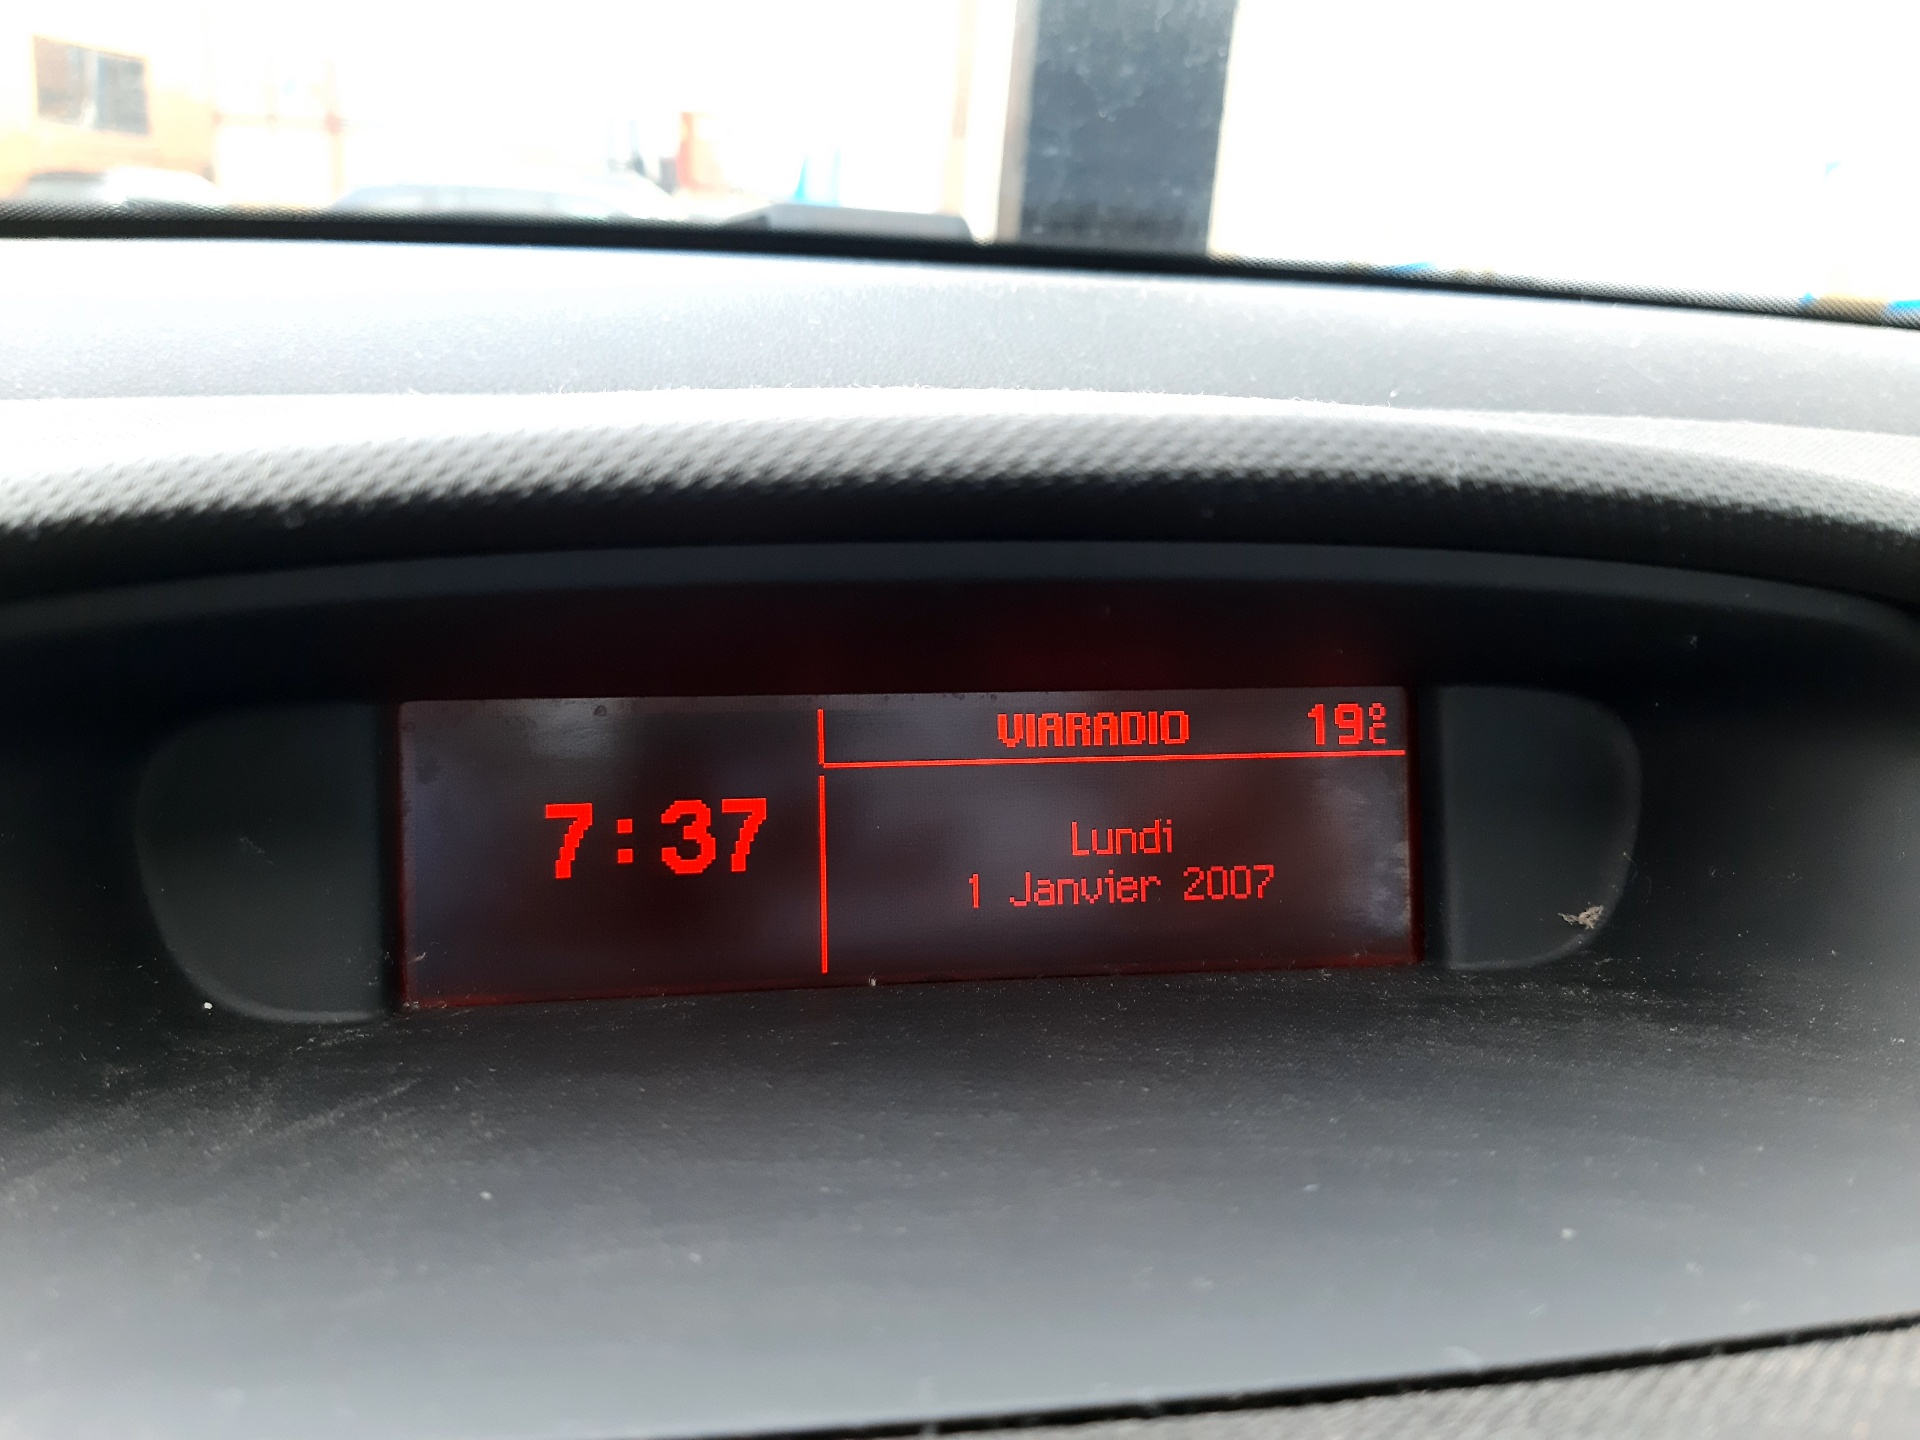 VIARADIO 19°C
7:37
Lundi
1 Janvier 2007